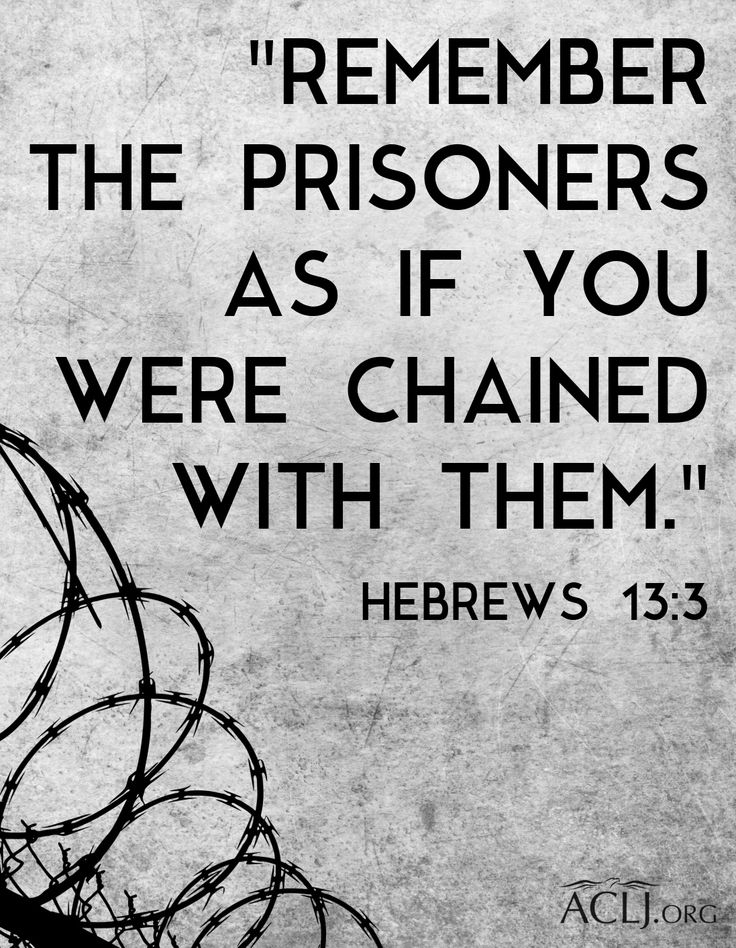 "REMEMBER
THE PRISONERS
AS IF YOU
WERE CHAINED
WITH THEM."
HEBREWS 13:3
ACLJ.ORG